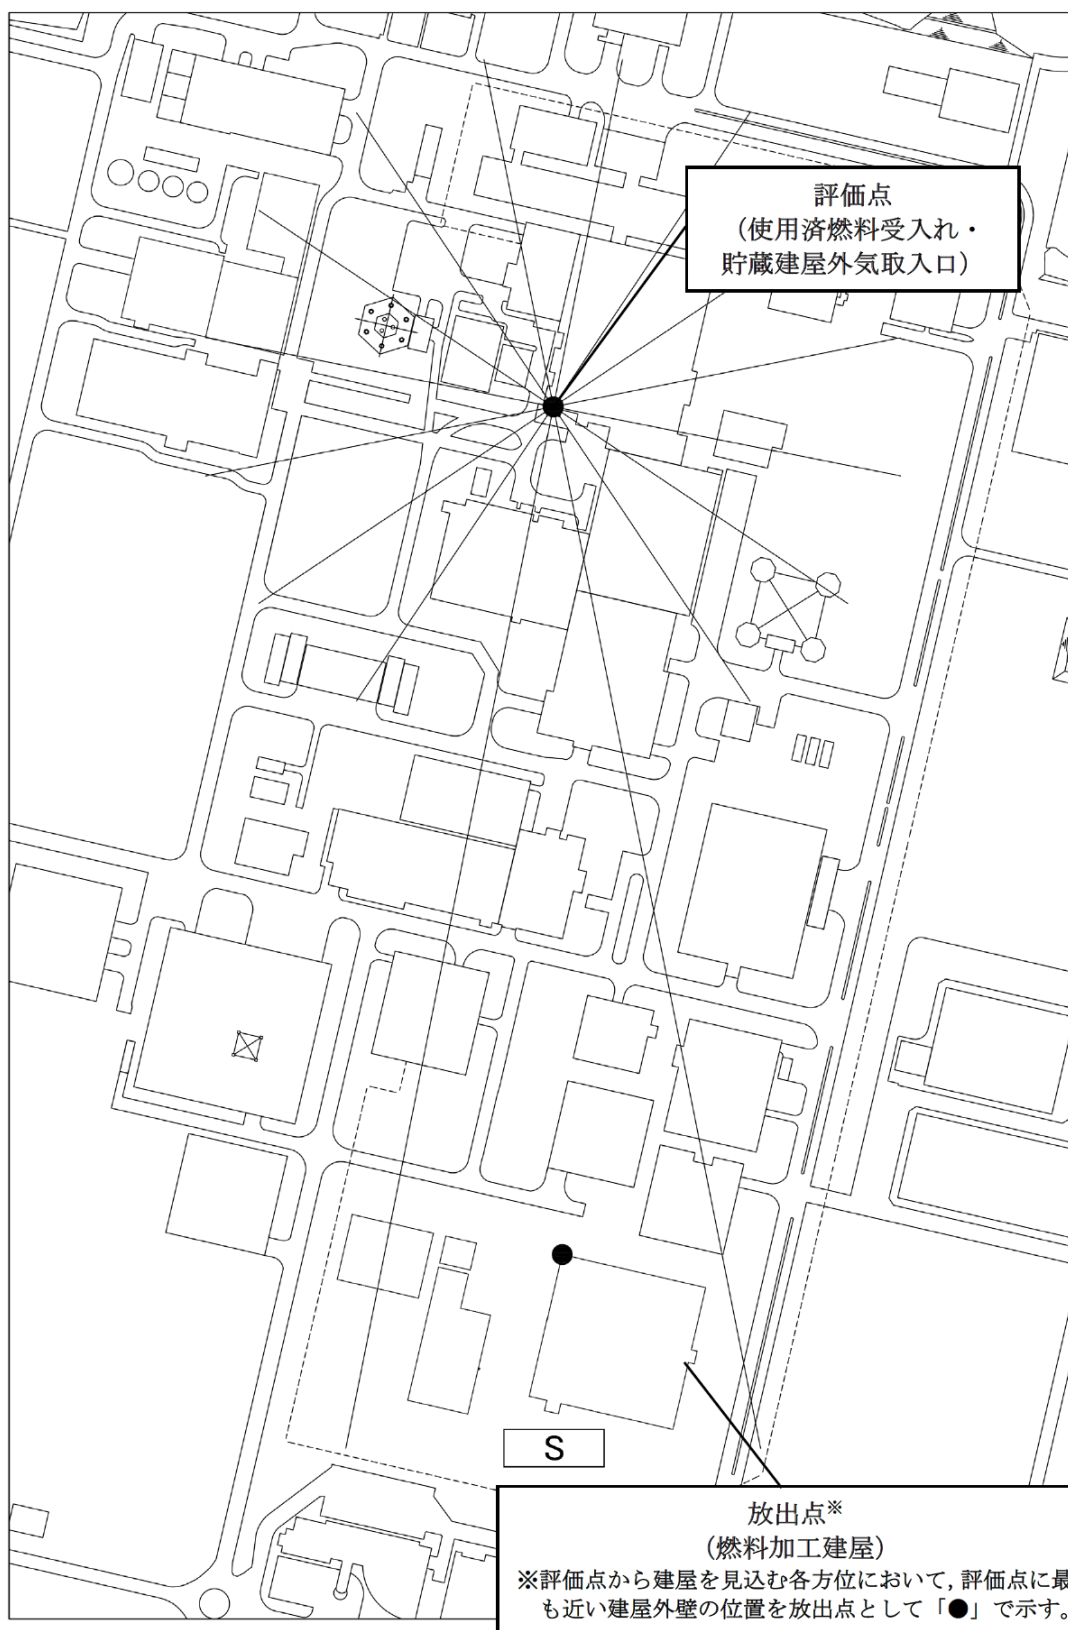 評価点
（使用済燃料受入れ・
貯蔵建屋外気取入口）
S
放出点※
（燃料加工建屋）
※評価点から建屋を見込む各方位において，評価点に最
も近い建屋外壁の位置を放出点として「●」で示す。